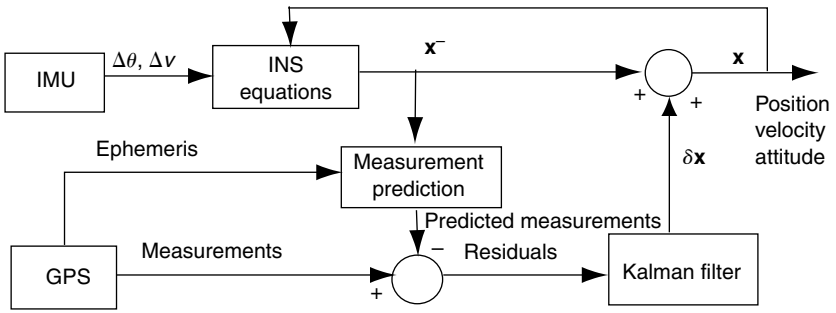 IMU
Δθ, Δv
INS
equations
x⁻
+
+
x
Position
velocity
attitude
δx
Ephemeris
Measurement
prediction
Predicted measurements
GPS
Measurements
+
−
Residuals
Kalman filter